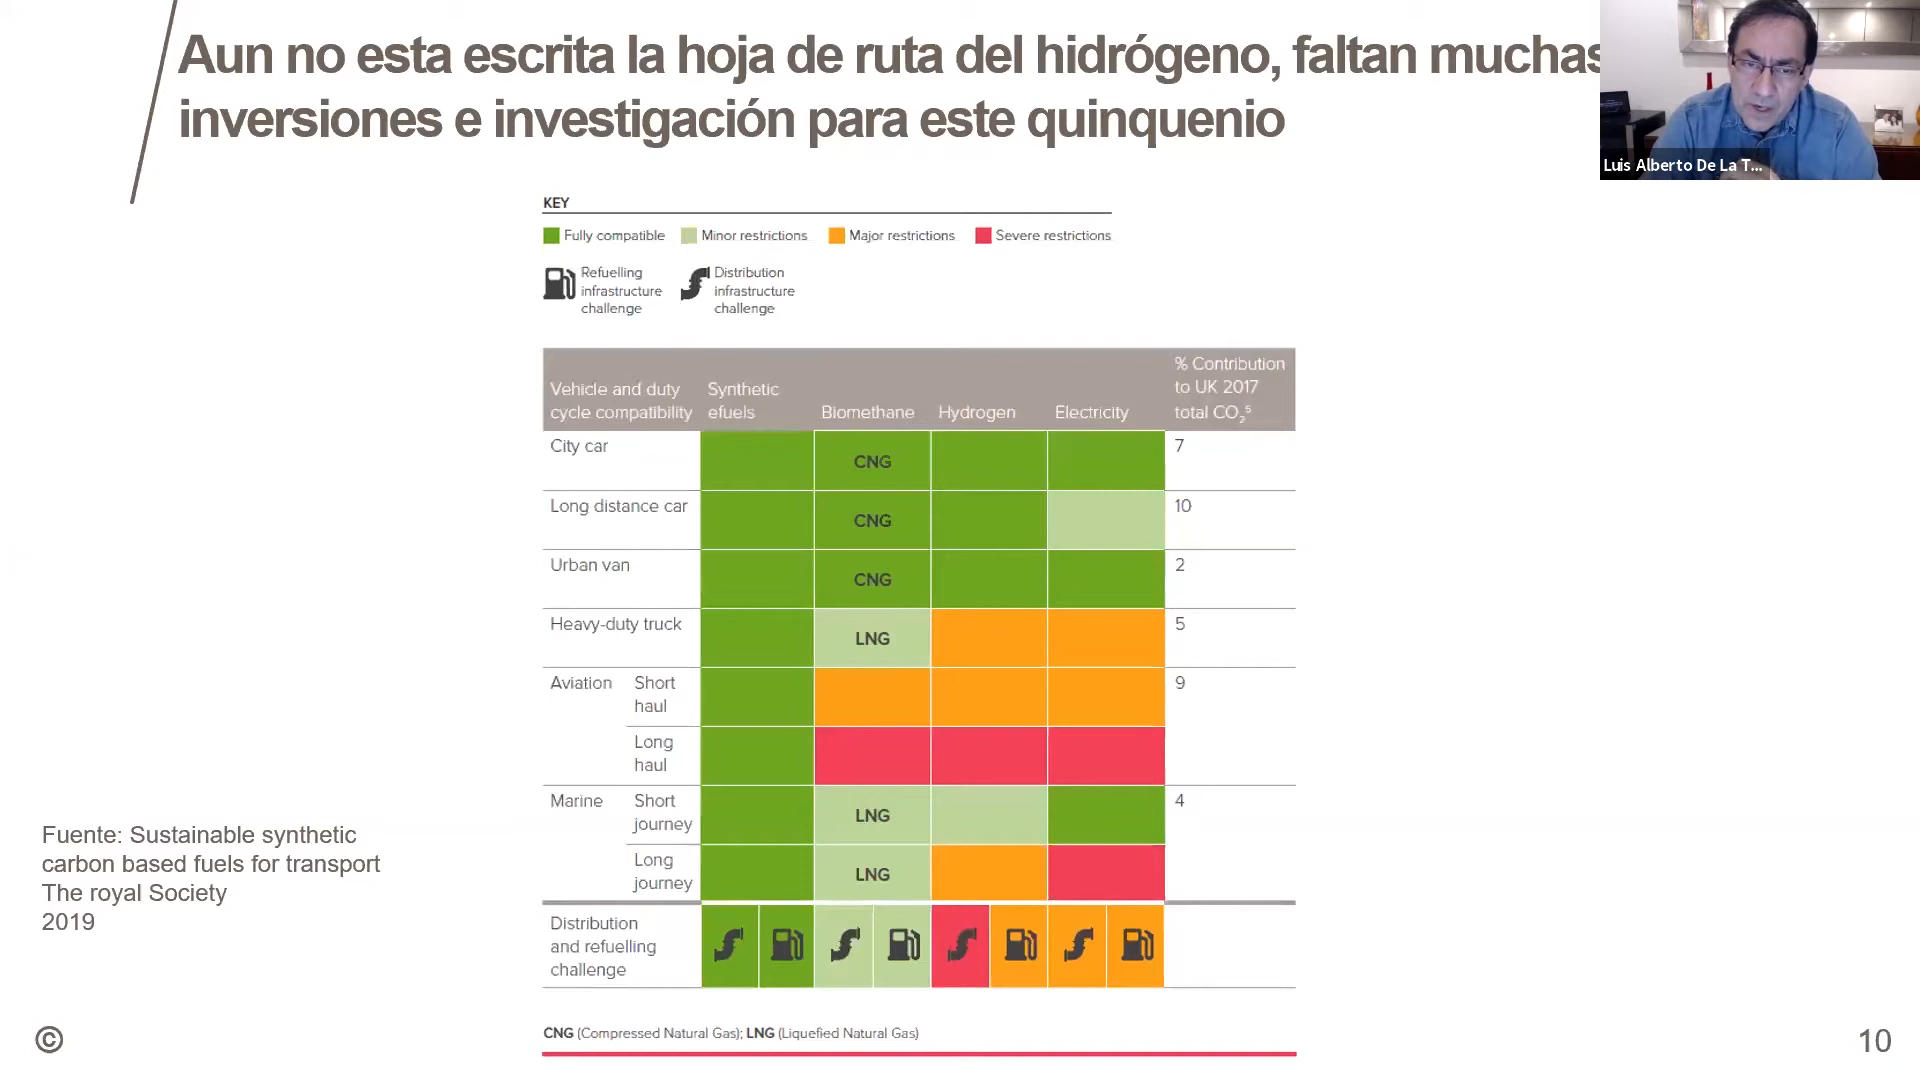 Aun no esta escrita la hoja de ruta del hidrógeno, faltan muchas
inversiones e investigación para este quinquenio
Luis Alberto De La T...
KEY
Fully compatible
Minor restrictions
Major restrictions
Severe restrictions
Refuelling
infrastructure
challenge
Distribution
infrastructure
challenge
Vehicle and duty
cycle compatibility
Synthetic
efuels
Biomethane
Hydrogen
Electricity
% Contribution
to UK 2017
total CO₂⁵
City car
CNG
7
Long distance car
CNG
10
Urban van
CNG
2
Heavy-duty truck
LNG
5
Aviation
Short
haul
9
Long
haul
Marine
Short
journey
LNG
4
Long
journey
LNG
Distribution
and refuelling
challenge
CNG (Compressed Natural Gas); LNG (Liquefied Natural Gas)
Fuente: Sustainable synthetic
carbon based fuels for transport
The royal Society
2019
©
10